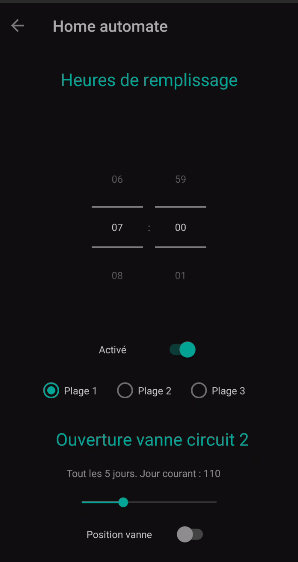 Home automate
Heures de remplissage
06 59
07 : 00
08 01
Activé
Plage 1 Plage 2 Plage 3
Ouverture vanne circuit 2
Tout les 5 jours. Jour courant : 110
Position vanne